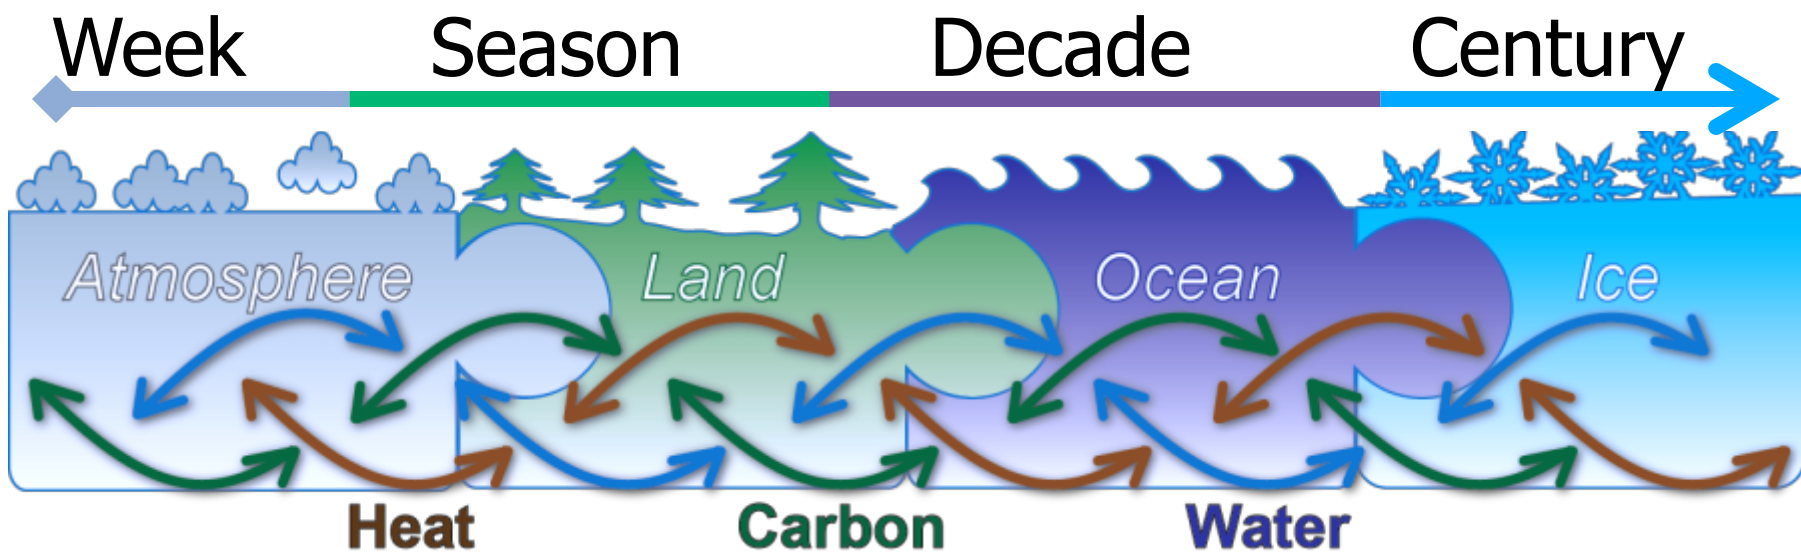 Week Season Decade Century
Atmosphere Land Ocean Ice
Heat Carbon Water